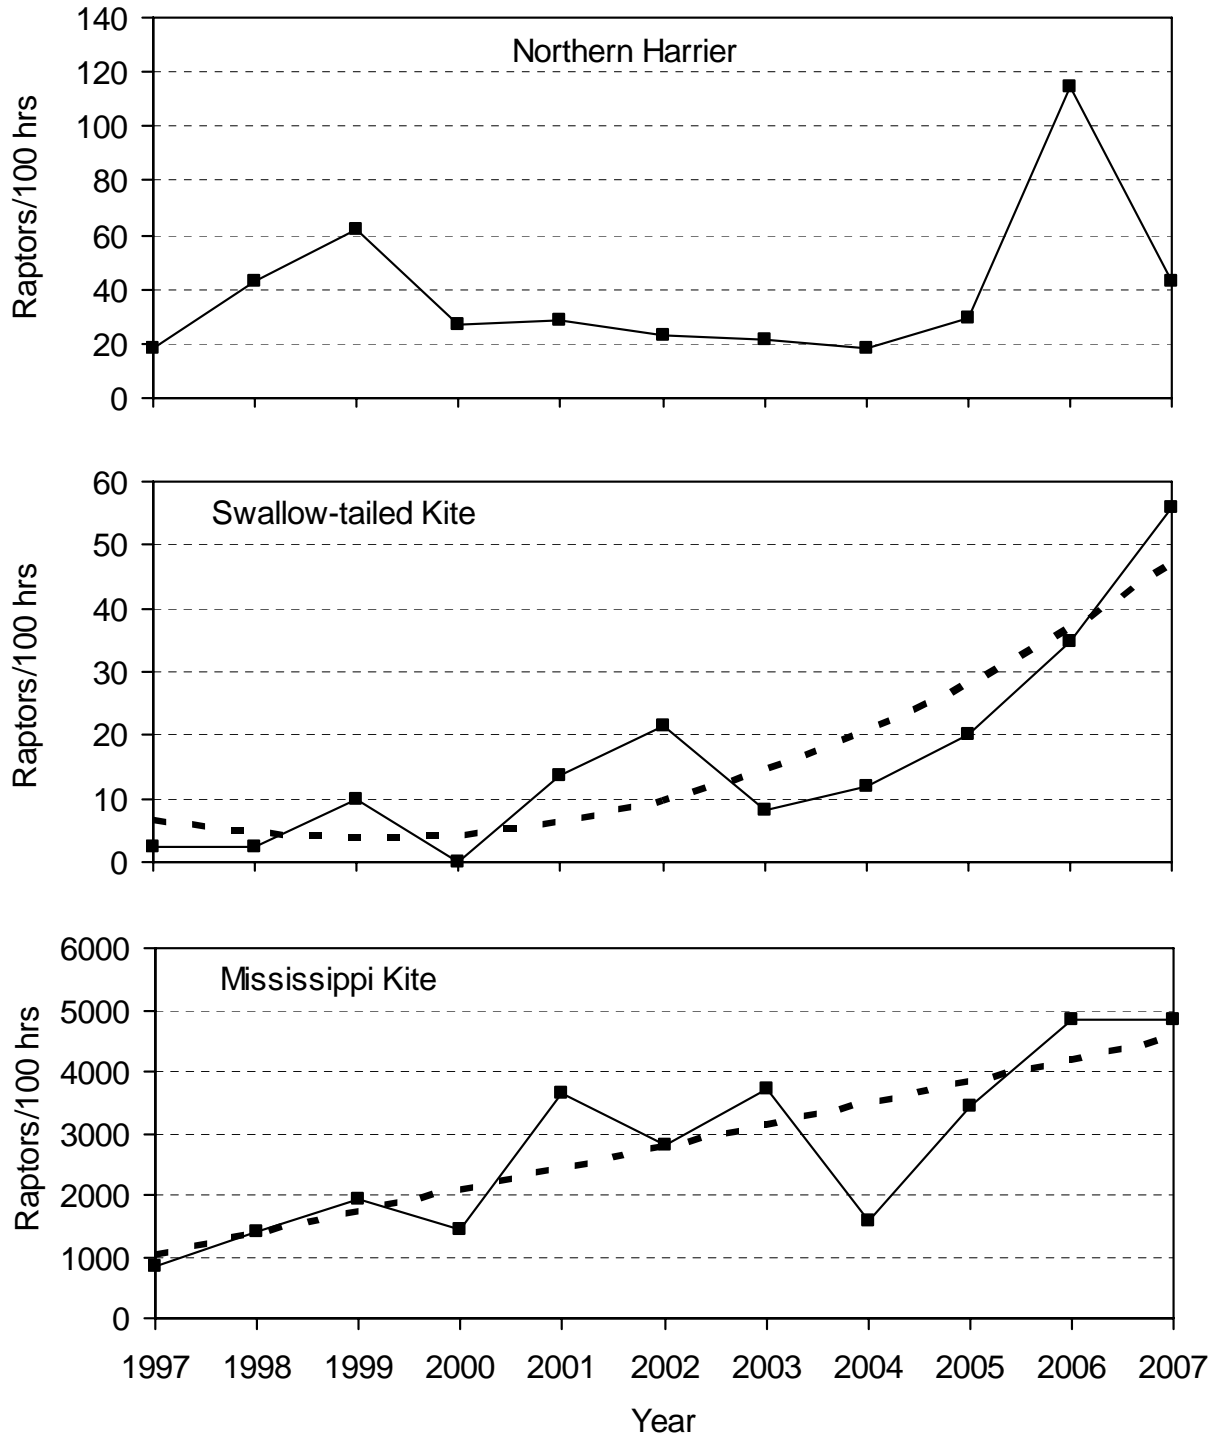 Northern Harrier
Raptors/100 hrs
140
120
100
80
60
40
20
0
Swallow-tailed Kite
Raptors/100 hrs
60
50
40
30
20
10
0
Mississippi Kite
Raptors/100 hrs
6000
5000
4000
3000
2000
1000
0
1997 1998 1999 2000 2001 2002 2003 2004 2005 2006 2007
Year